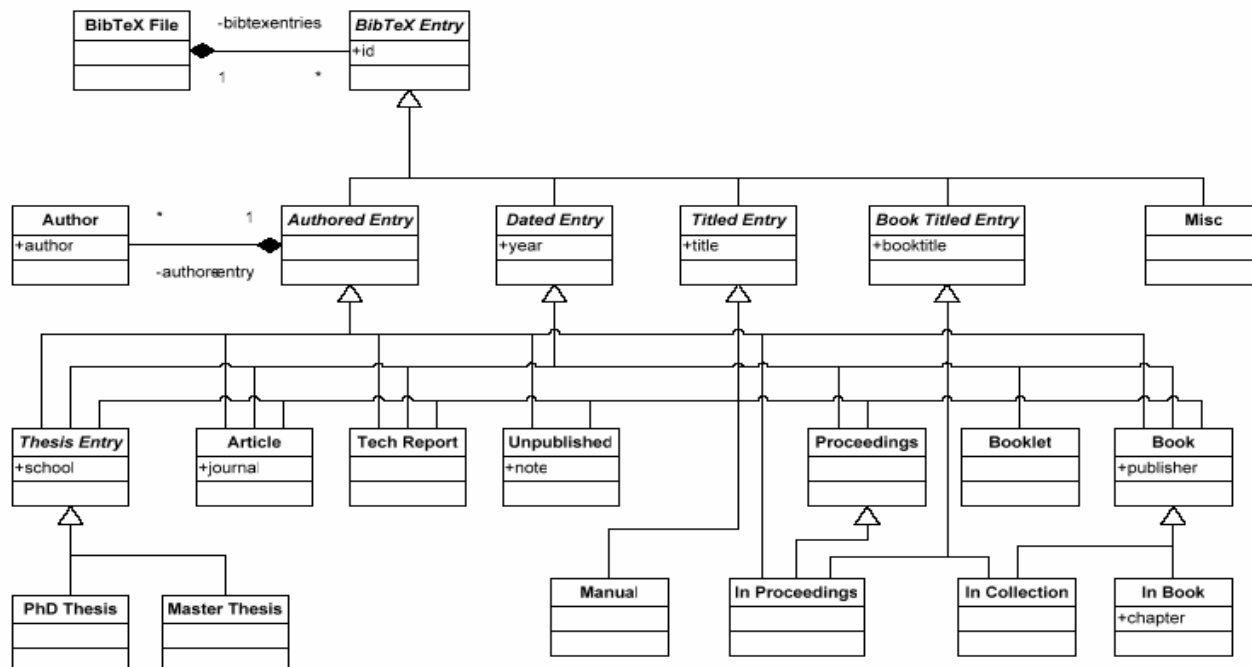 BibTeX File
-bibtexentries
BibTeX Entry
+id
1
*
Author
*
1
Authored Entry
Dated Entry
Titled Entry
Book Titled Entry
Misc
+author
+year
+title
+booktitle
Thesis Entry
Article
Tech Report
Unpublished
Proceedings
Booklet
Book
+school
+journal
+note
+publisher
PhD Thesis
Master Thesis
Manual
In Proceedings
In Collection
In Book
+chapter